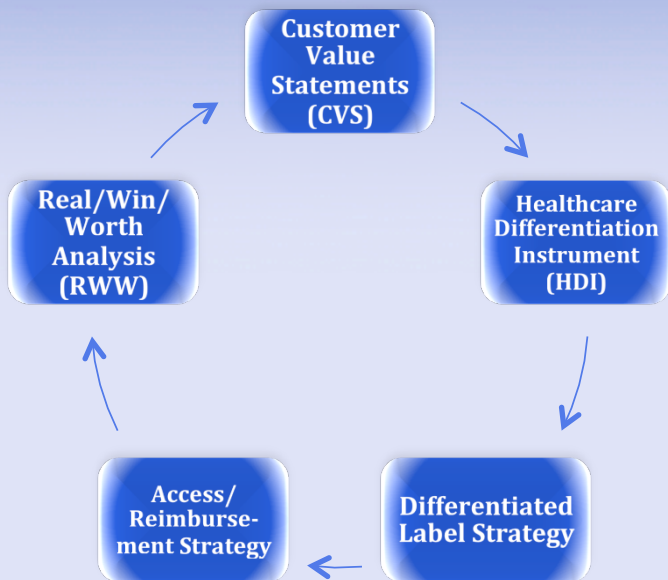 Customer
Value
Statements
(CVS)
Healthcare
Differentiation
Instrument
(HDI)
Differentiated
Label Strategy
Access/
Reimburse-
ment Strategy
Real/Win/
Worth
Analysis
(RWW)